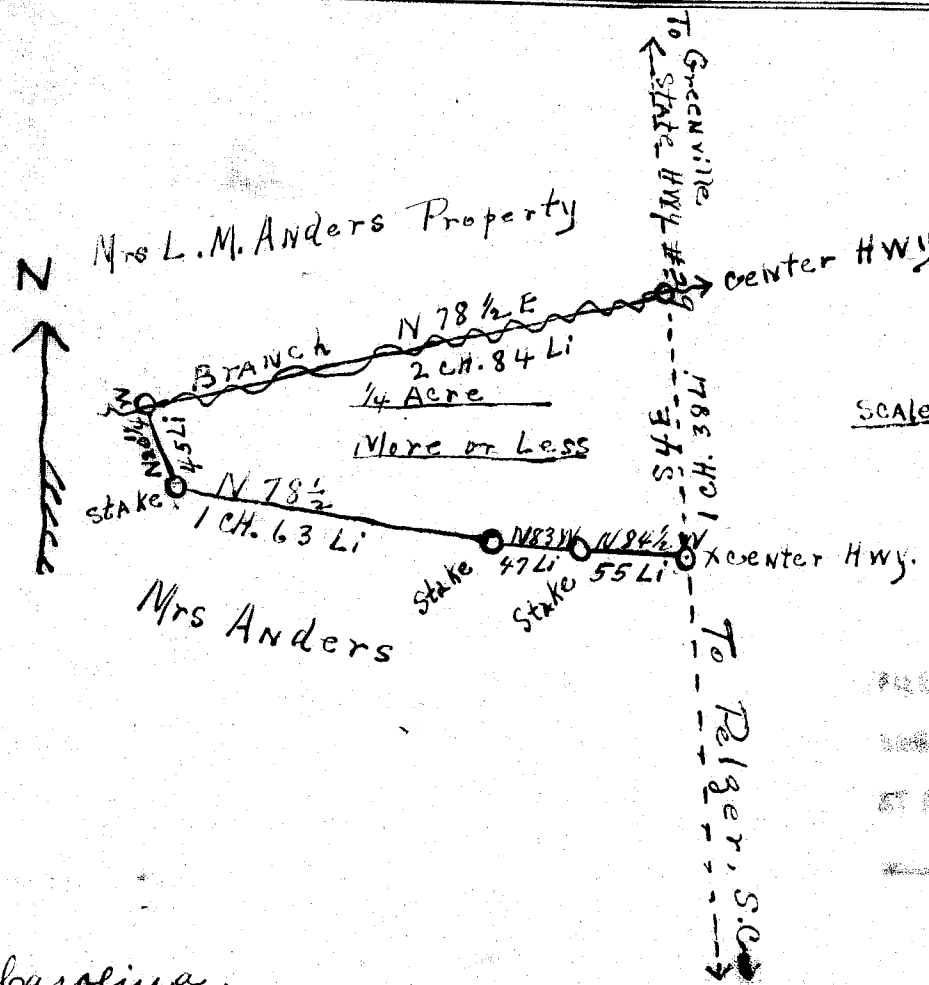 To Greenville
State HWY #29
Mrs L.M. Anders Property
N
center HWY
N 78 1/2 E
BRANCH
2 CH. 84 Li
1/4 Acre
More or Less
S 4 E
1 CH. 38 Li
SCALE
45 Li
Stake
N 78 1/2
1 CH. 63 Li
N 83 W
47 Li
N 84 1/2 W
55 Li
Stake
Stake
x center Hwy.
Mrs Anders
To Pelzer, S.C.
Carolina